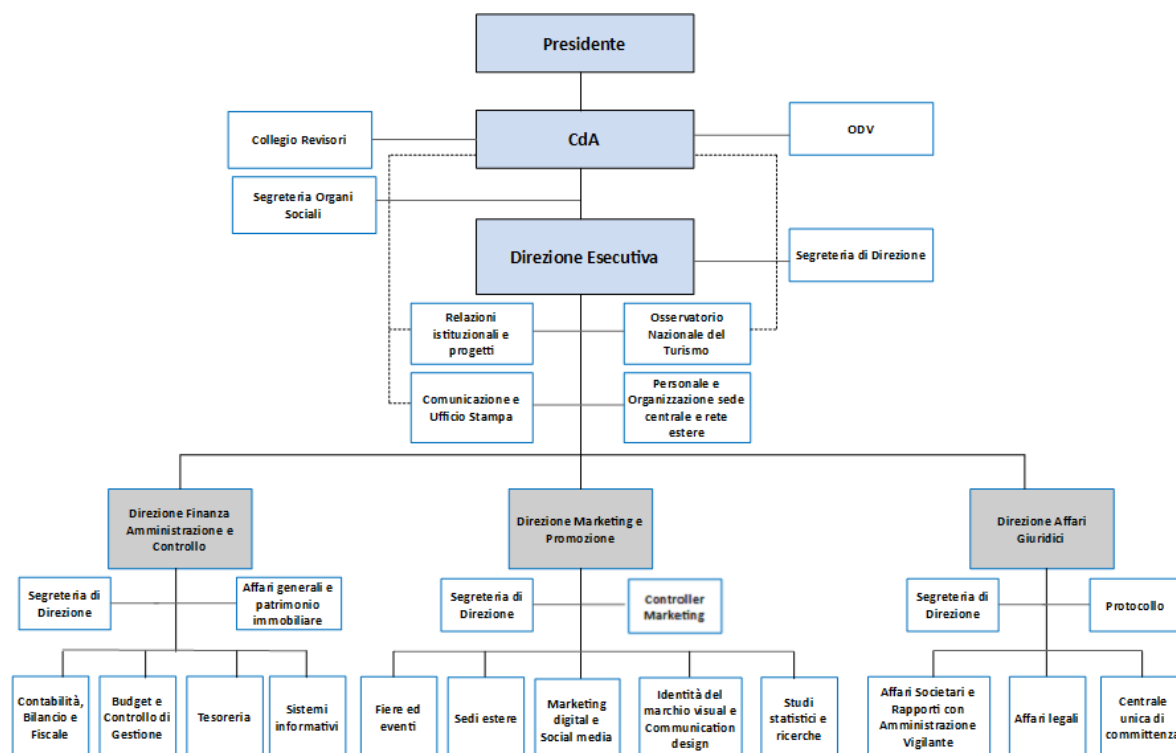 Presidente
Collegio Revisori
CdA
ODV
Segreteria Organi
Sociali
Direzione Esecutiva
Segreteria di Direzione
Relazioni
istituzionali e
progetti
Osservatorio
Nazionale del
Turismo
Comunicazione e
Ufficio Stampa
Personale e
Organizzazione sede
centrale e rete
estere
Direzione Finanza
Amministrazione e
Controllo
Direzione Marketing e
Promozione
Direzione Affari
Giuridici
Segreteria di
Direzione
Affari generali e
patrimonio
immobiliare
Segreteria di
Direzione
Controller
Marketing
Segreteria di
Direzione
Protocollo
Contabilità,
Bilancio e
Fiscale
Budget e
Controllo di
Gestione
Tesoreria
Sistemi
informativi
Fiere ed
eventi
Sedi estere
Marketing
digital e
Social media
Identità del
marchio visual e
Communication
design
Studi
statistici e
ricerche
Affari Societari e
Rapporti con
Amministrazione
Vigilante
Affari legali
Centrale
unica di
committenza